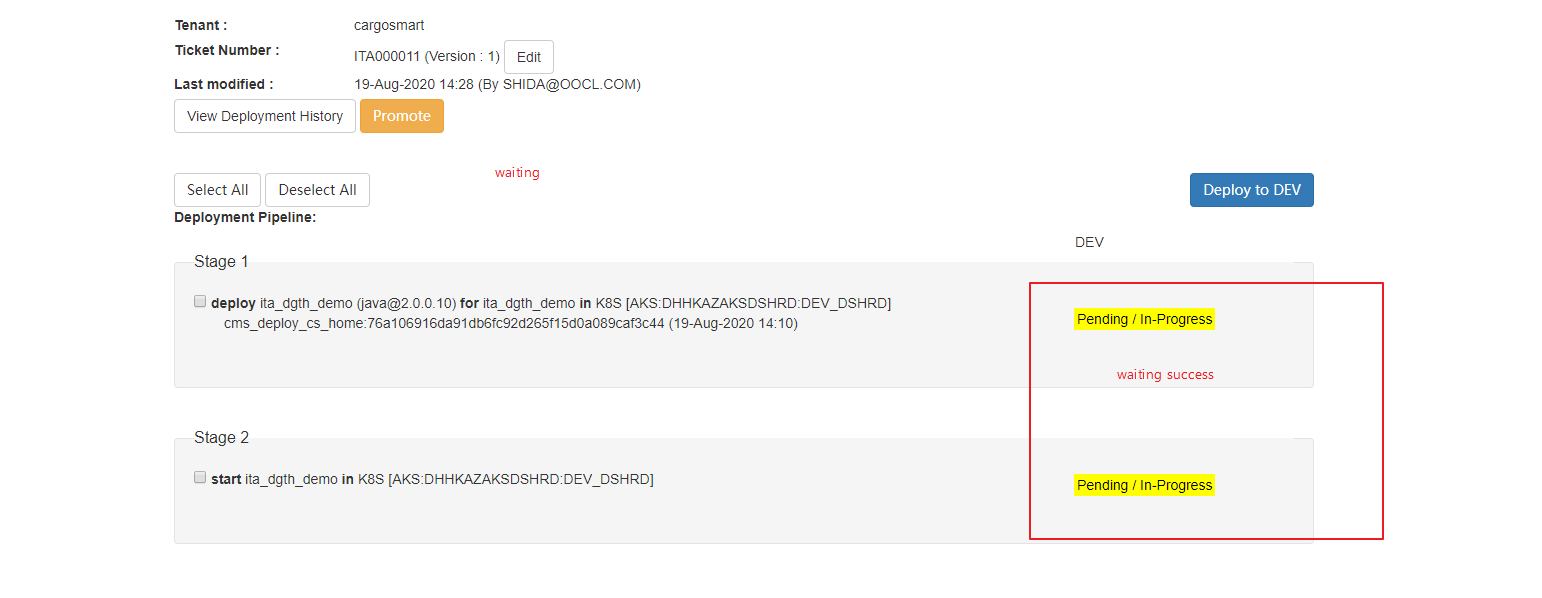 Tenant : cargosmart
Ticket Number : ITA000011 (Version : 1) Edit
Last modified : 19-Aug-2020 14:28 (By SHIDA@OOCL.COM)
View Deployment History Promote
waiting
Select All Deselect All Deploy to DEV
Deployment Pipeline:
DEV
Stage 1
deploy ita_dgth_demo (java@2.0.0.10) for ita_dgth_demo in K8S [AKS:DHHKAZAKSDSHRD:DEV_DSHRD]
cms_deploy_cs_home:76a106916da91db6fc92d265f15d0a089caf3c44 (19-Aug-2020 14:10)
Pending / In-Progress
waiting success
Stage 2
start ita_dgth_demo in K8S [AKS:DHHKAZAKSDSHRD:DEV_DSHRD]
Pending / In-Progress